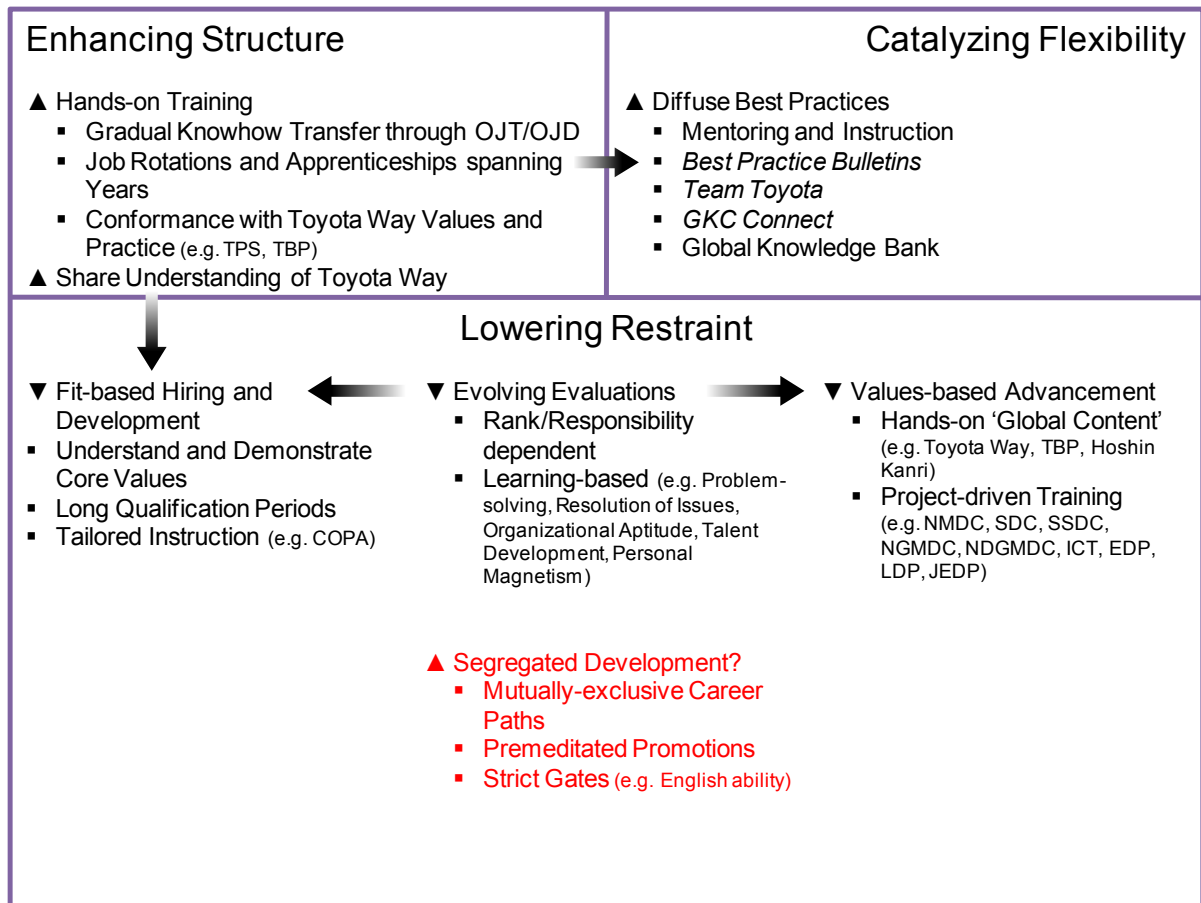 Enhancing Structure
▲ Hands-on Training
▪ Gradual Knowhow Transfer through OJT/OJD
▪ Job Rotations and Apprenticeships spanning
Years
▪ Conformance with Toyota Way Values and
Practice (e.g. TPS, TBP)
▲ Share Understanding of Toyota Way
Catalyzing Flexibility
▲ Diffuse Best Practices
▪ Mentoring and Instruction
▪ Best Practice Bulletins
▪ Team Toyota
▪ GKC Connect
▪ Global Knowledge Bank
Lowering Restraint
▼ Fit-based Hiring and
Development
▪ Understand and Demonstrate
Core Values
▪ Long Qualification Periods
▪ Tailored Instruction (e.g. COPA)
▼ Evolving Evaluations
▪ Rank/Responsibility
dependent
▪ Learning-based (e.g. Problem-
solving, Resolution of Issues,
Organizational Aptitude, Talent
Development, Personal
Magnetism)
▼ Values-based Advancement
▪ Hands-on ‘Global Content’
(e.g. Toyota Way, TBP, Hoshin
Kanri)
▪ Project-driven Training
(e.g. NMDC, SDC, SSDC,
NGMDC, NDGMDC, ICT, EDP,
LDP, JEDP)
▲ Segregated Development?
▪ Mutually-exclusive Career
Paths
▪ Premeditated Promotions
▪ Strict Gates (e.g. English ability)